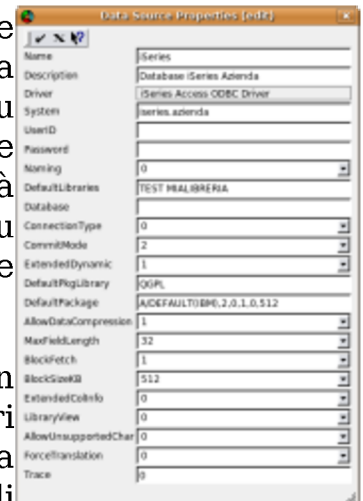 Data Source Properties (edit)
Name iSeries
Description Database iSeries Azienda
Driver iSeries Access ODBC Driver
System iseries.azienda
UserID
Password
Naming 0
DefaultLibraries TEST MIALIBRERIA
Database
ConnectionType 0
CommitMode 2
ExtendedDynamic 1
DefaultPkgLibrary QGPL
DefaultPackage A/DEFAULT(IBM),2,0,1,0,512
AllowDataCompression 1
MaxFieldLength 32
BlockFetch 1
BlockSizeKB 512
ExtendedColInfo 0
LibraryView 0
AllowUnsupportedChar 0
ForceTranslation 0
Trace 0
e
a
u
e
à
u
e
n
ri
a
li